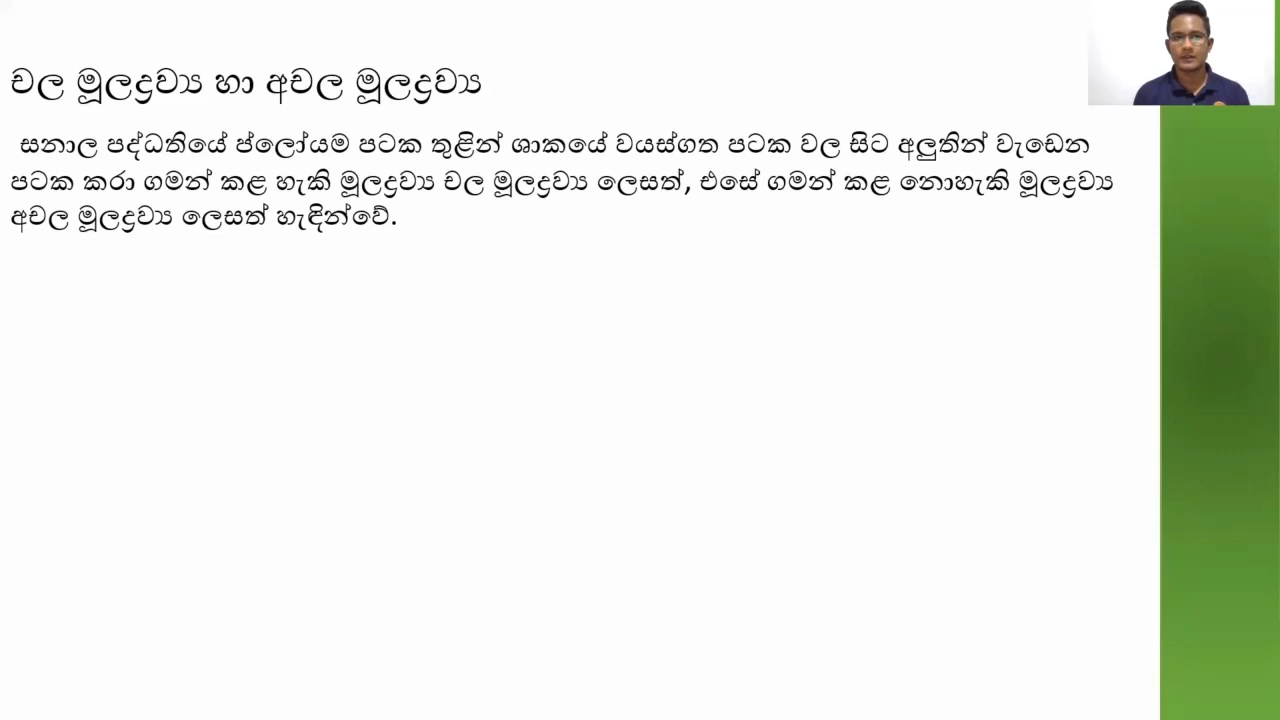 චල මූලද්‍රව්‍ය හා අචල මූලද්‍රව්‍ය
සනාල පද්ධතියේ ප්ලෝයම පටක තුළින් ශාකයේ වයස්ගත පටක වල සිට අලුතින් වැඩෙන
පටක කරා ගමන් කළ හැකි මූලද්‍රව්‍ය චල මූලද්‍රව්‍ය ලෙසත්, එසේ ගමන් කළ නොහැකි මූලද්‍රව්‍ය
අචල මූලද්‍රව්‍ය ලෙසත් හැඳින්වේ.